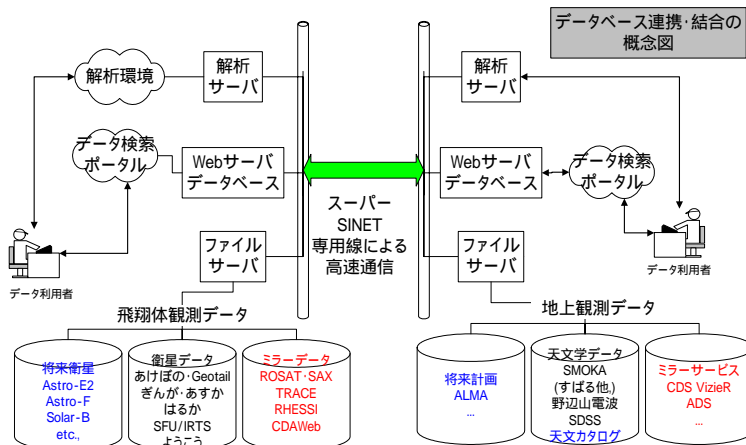 データベース連携・結合の
概念図
解析環境
解析
サーバ
データ検索
ポータル
Webサーバ
データベース
ファイル
サーバ
データ利用者
スーパー
SINET
専用線による
高速通信
解析
サーバ
Webサーバ
データベース
データ検索
ポータル
ファイル
サーバ
データ利用者
飛翔体観測データ
将来衛星
Astro-E2
Astro-F
Solar-B
etc.,
衛星データ
あけぼの・Geotail
ぎんが・あすか
はるか
SFU/IRTS
ようこう
ミラーデータ
ROSAT・SAX
TRACE
RHESSI
CDAWeb
地上観測データ
将来計画
ALMA
...
天文学データ
SMOKA
(すばる他,)
野辺山電波
SDSS
天文カタログ
ミラーサービス
CDS VizieR
ADS
...